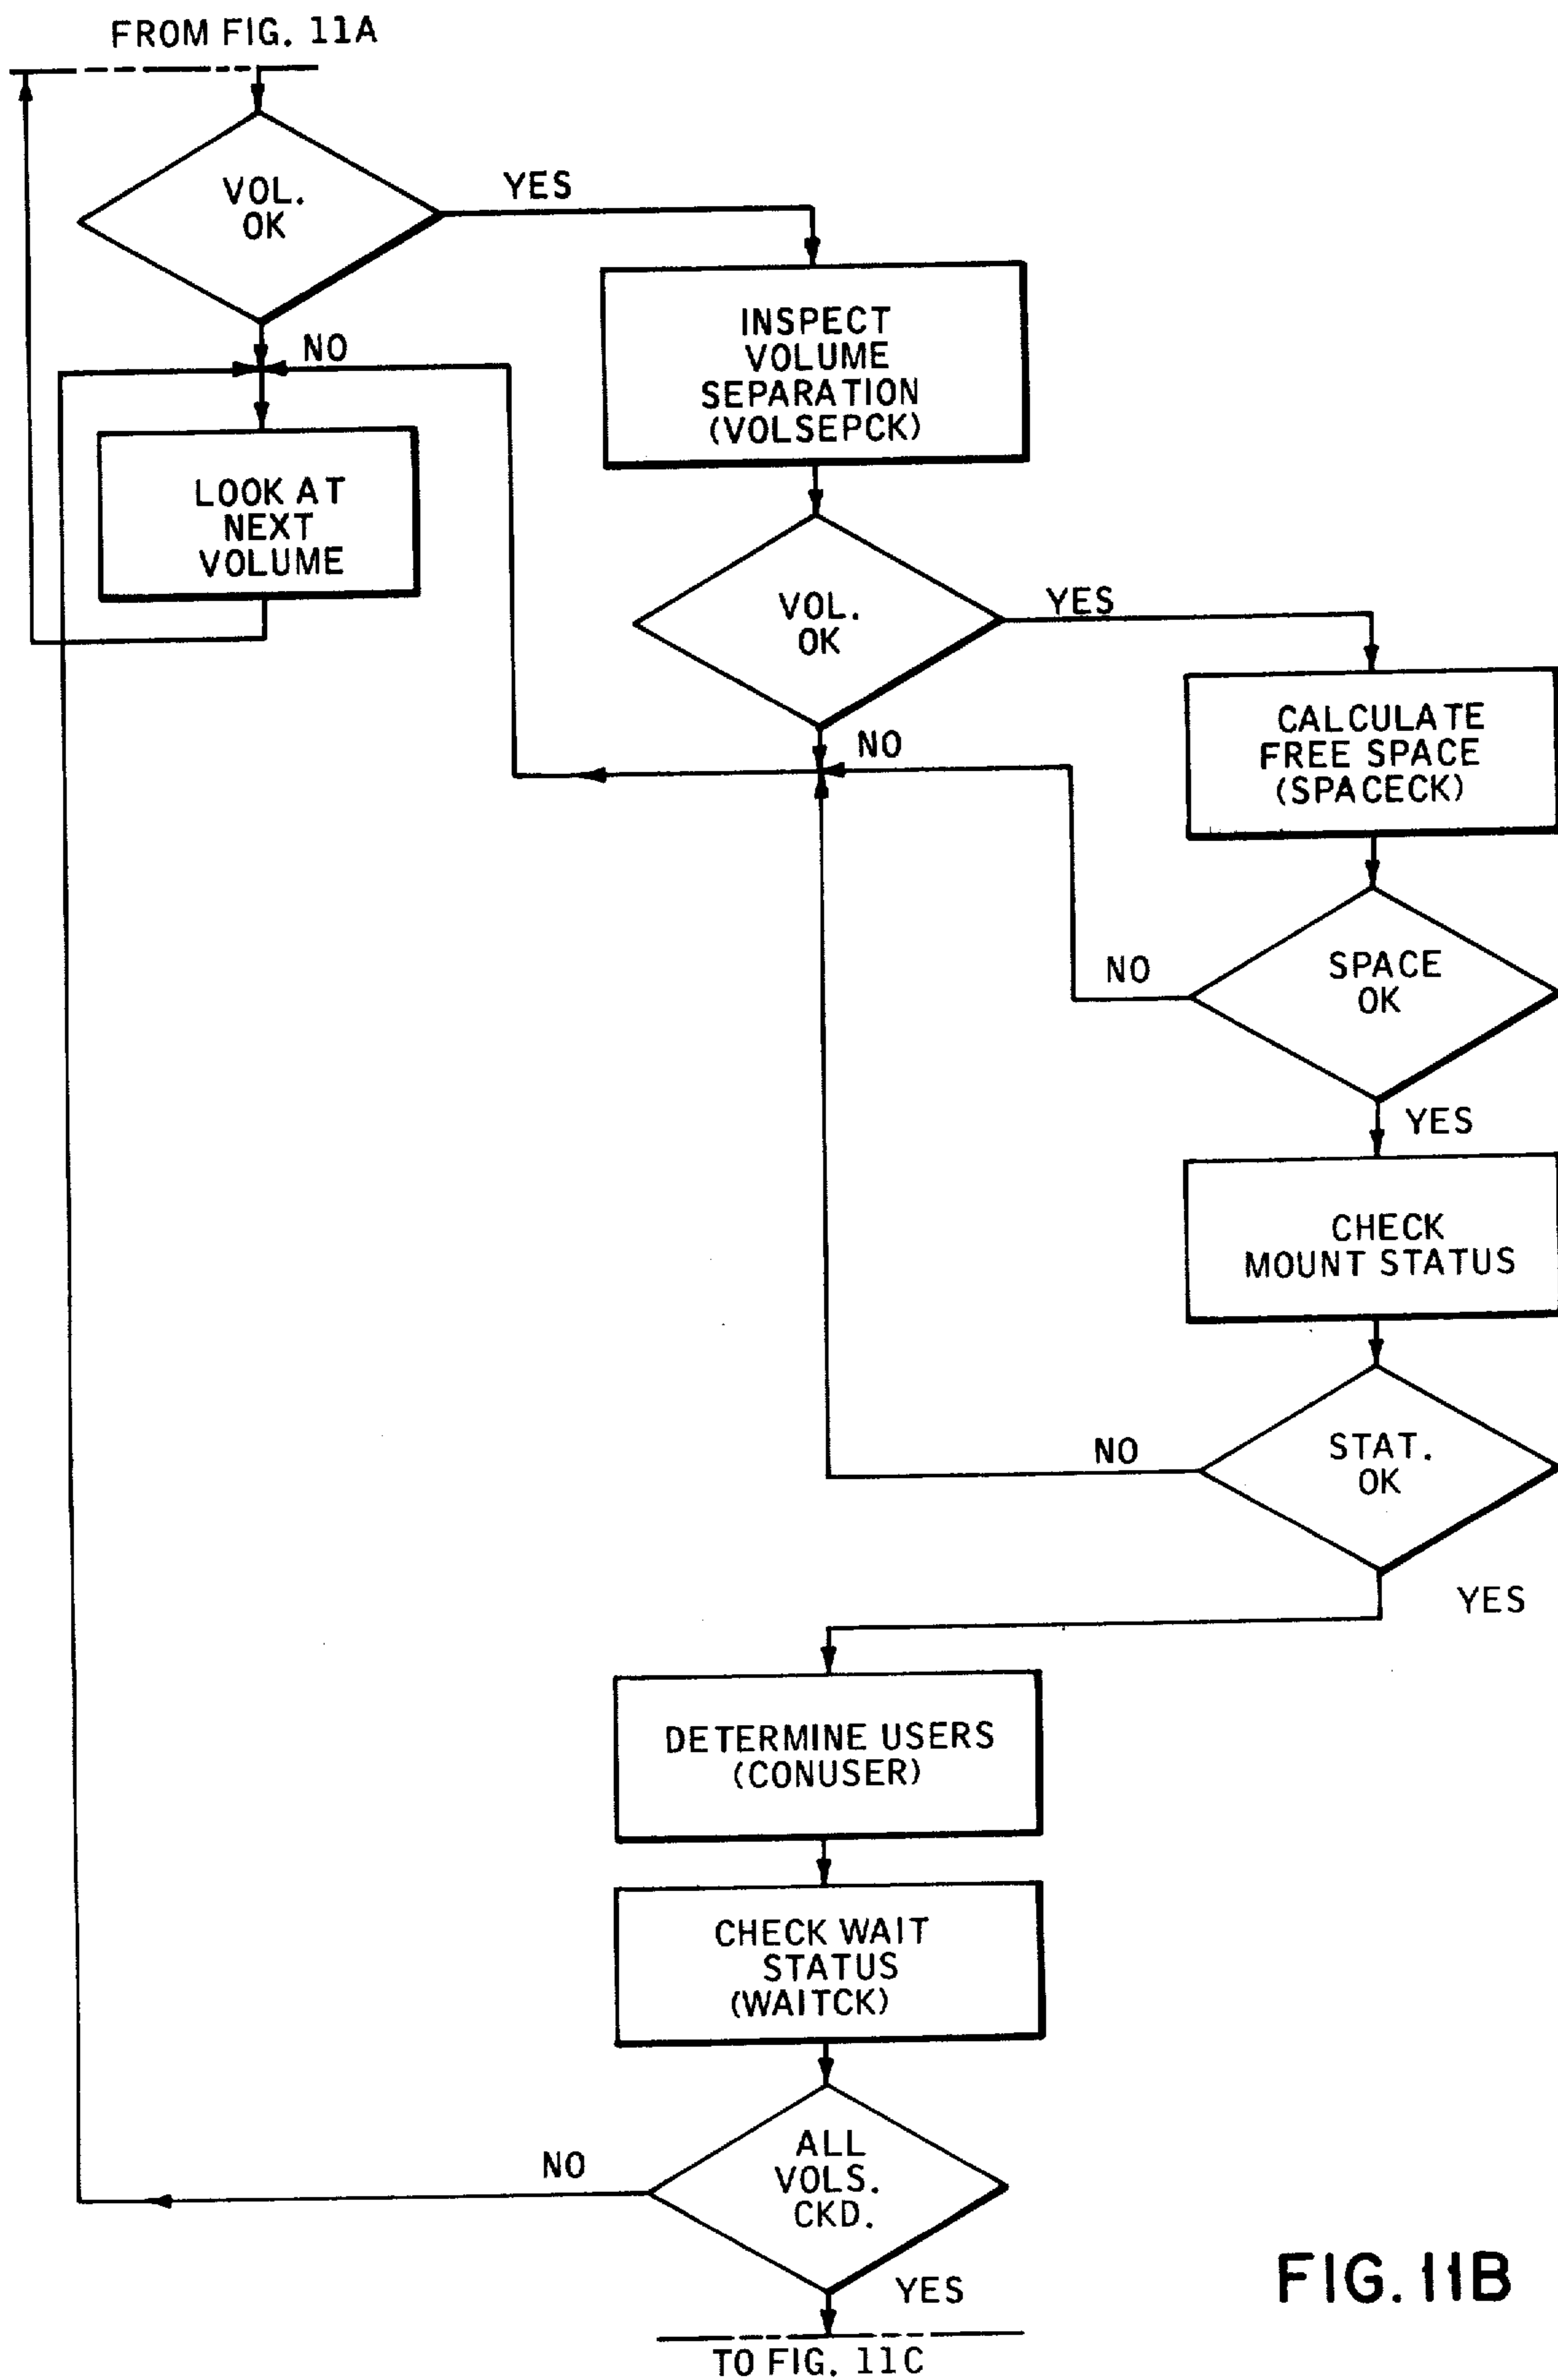 FROM FIG. 11A
VOL.
OK
YES
NO
INSPECT
VOLUME
SEPARATION
(VOLSEPCK)
LOOK AT
NEXT
VOLUME
VOL.
OK
YES
NO
CALCULATE
FREE SPACE
(SPACECK)
SPACE
OK
NO
YES
CHECK
MOUNT STATUS
STAT.
OK
NO
YES
DETERMINE USERS
(CONUSER)
CHECK WAIT
STATUS
(WAITCK)
ALL
VOLS.
CKD.
NO
YES
TO FIG. 11C
FIG. 11B